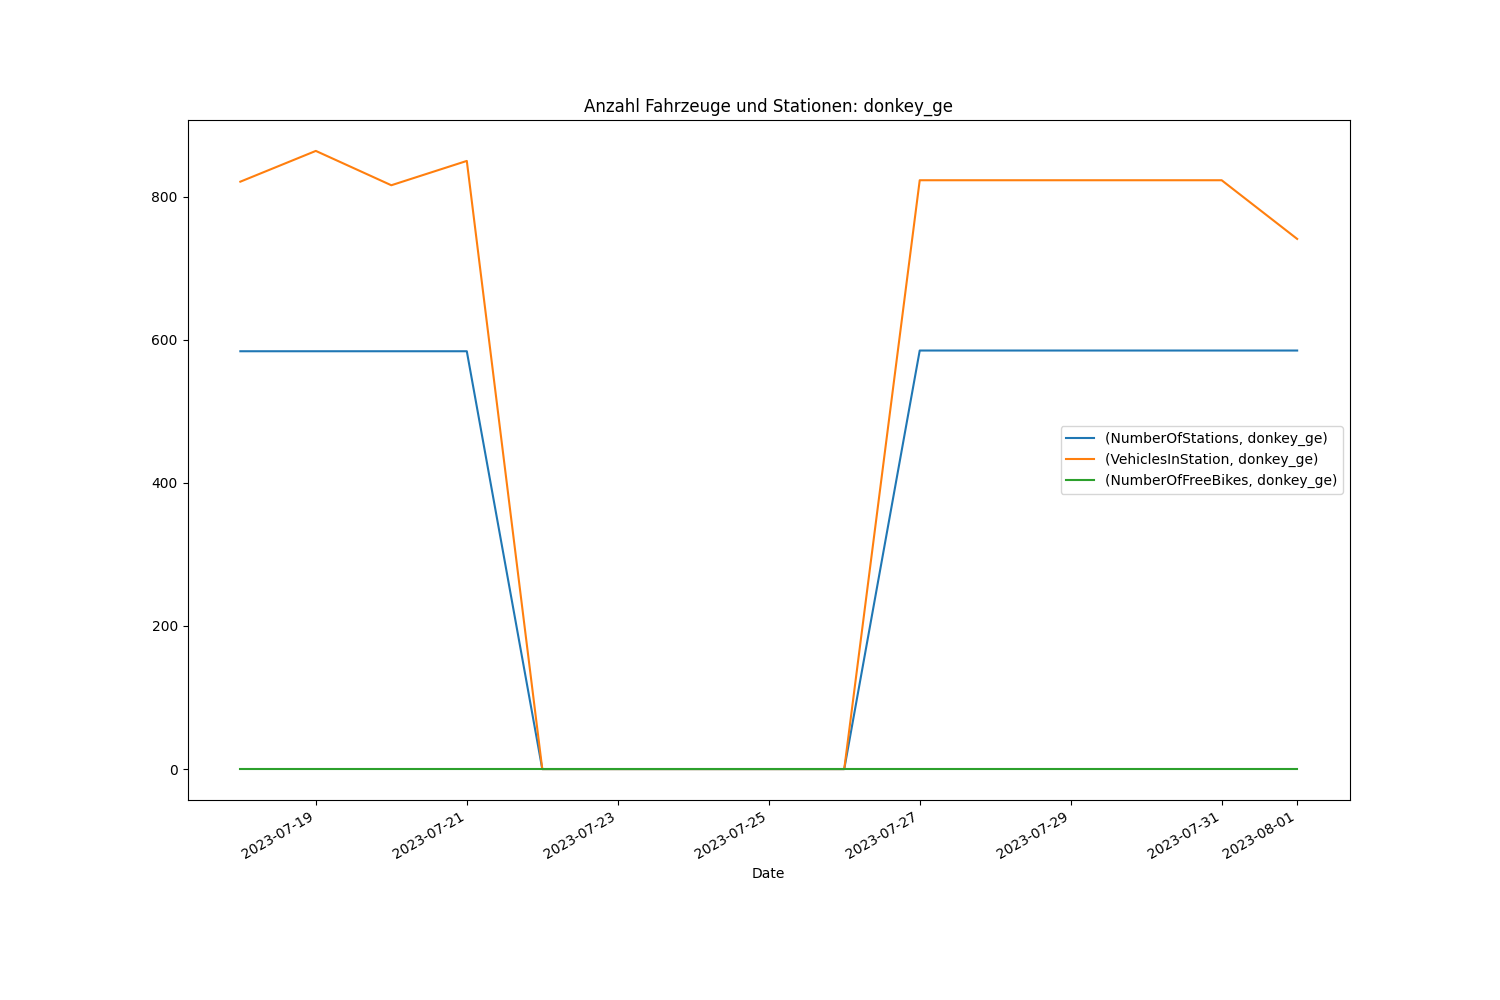 Anzahl Fahrzeuge und Stationen: donkey_ge
800
600
400
200
0
(NumberOfStations, donkey_ge)
(VehiclesInStation, donkey_ge)
(NumberOfFreeBikes, donkey_ge)
2023-07-19
2023-07-21
2023-07-23
2023-07-25
2023-07-27
2023-07-29
2023-07-31
2023-08-01
Date